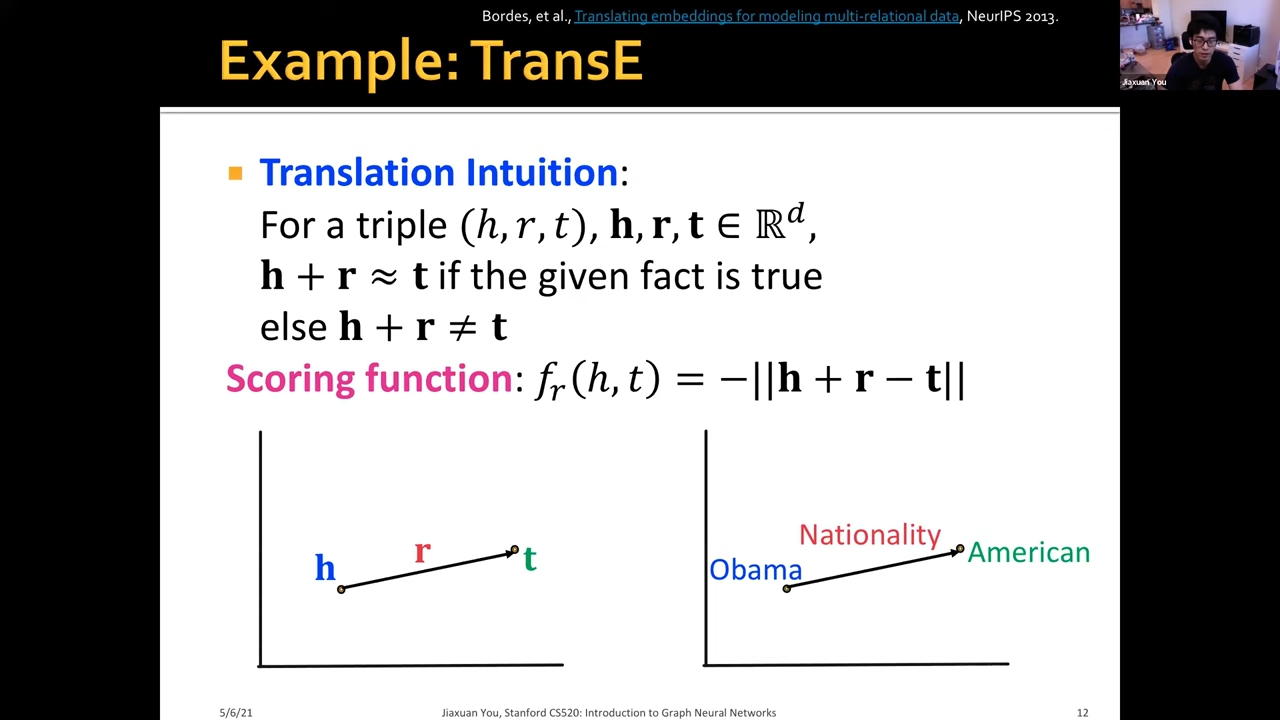 Bordes, et al., Translating embeddings for modeling multi-relational data, NeurIPS 2013.
Example: TransE
Jiaxuan You
Translation Intuition:
For a triple (ℎ, 𝑟, 𝑡), 𝐡, 𝐫, 𝐭 ∈ ℝ^𝑑,
𝐡 + 𝐫 ≈ 𝐭 if the given fact is true
else 𝐡 + 𝐫 ≠ 𝐭
Scoring function: 𝑓_𝑟(ℎ, 𝑡) = −||𝐡 + 𝐫 − 𝐭||
h
r
t
Nationality
Obama
American
5/6/21
Jiaxuan You, Stanford CS520: Introduction to Graph Neural Networks
12